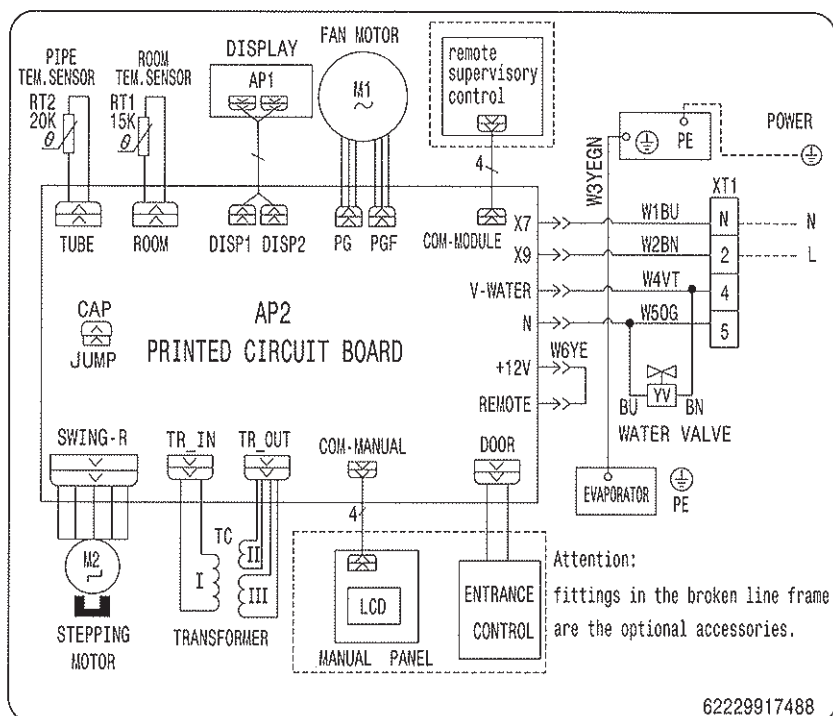 PIPE
TEM.SENSOR
RT2
20K
θ
ROOM
TEM.SENSOR
RT1
15K
θ
DISPLAY
AP1
FAN MOTOR
M1
~
remote
supervisory
control
4
PE
POWER
W3YEGN
XT1
N
2
4
5
N
L
TUBE
ROOM
DISP1 DISP2
PG
PGF
COM-MODULE
X7
W1BU
X9
W2BN
V-WATER
W4VT
N
W5OG
+12V
W6YE
REMOTE
BU
YV
BN
WATER VALVE
CAP
JUMP
AP2
PRINTED CIRCUIT BOARD
SWING-R
TR_IN
TR_OUT
COM-MANUAL
DOOR
EVAPORATOR
PE
M2
STEPPING
MOTOR
TC
I
II
III
TRANSFORMER
4
LCD
MANUAL PANEL
ENTRANCE
CONTROL
Attention:
fittings in the broken line frame
are the optional accessories.
62229917488